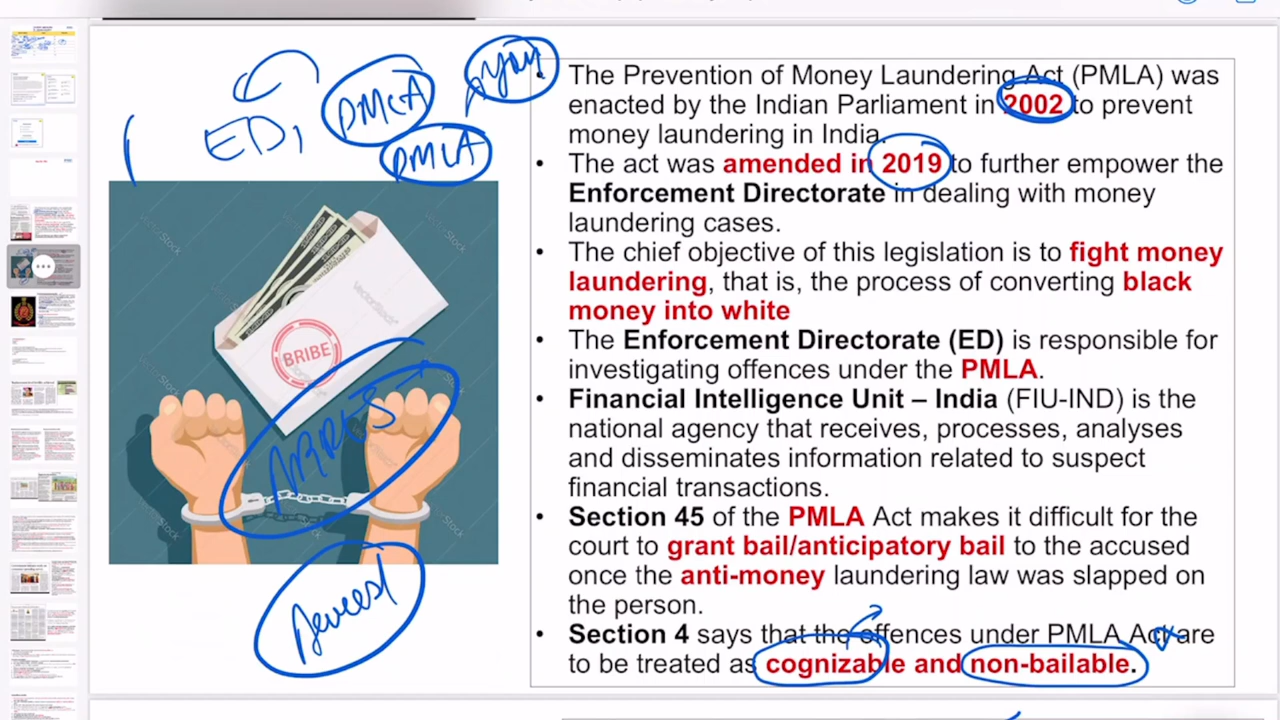 ED,
PMLA
PMLA
BRIBE
VectorStock
ARREST
Arrest
• The Prevention of Money Laundering Act (PMLA) was
enacted by the Indian Parliament in 2002 to prevent
money laundering in India.
• The act was amended in 2019 to further empower the
Enforcement Directorate in dealing with money
laundering cases.
• The chief objective of this legislation is to fight money
laundering, that is, the process of converting black
money into white
• The Enforcement Directorate (ED) is responsible for
investigating offences under the PMLA.
• Financial Intelligence Unit – India (FIU-IND) is the
national agency that receives, processes, analyses
and disseminates information related to suspect
financial transactions.
• Section 45 of the PMLA Act makes it difficult for the
court to grant bail/anticipatory bail to the accused
once the anti-money laundering law was slapped on
the person.
• Section 4 says that the offences under PMLA Act are
to be treated as cognizable and non-bailable.